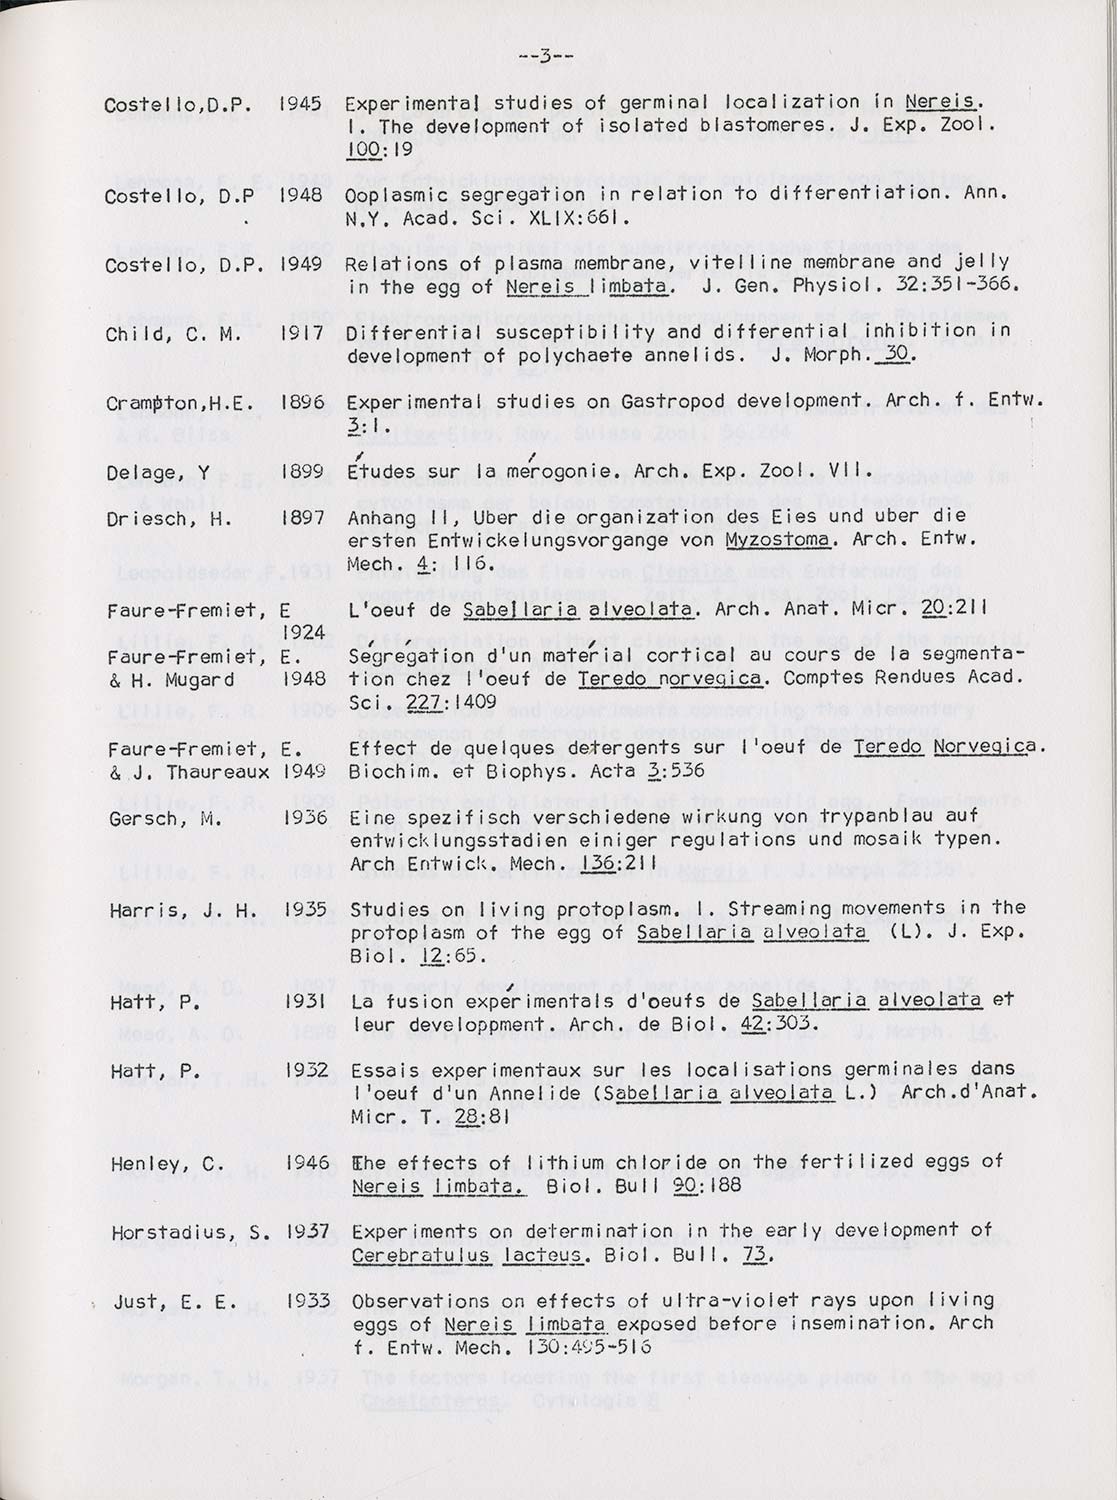 --3--
Costello,D.P. 1945 Experimental studies of germinal localization in Nereis.
I. The development of isolated blastomeres. J. Exp. Zool.
100:19
Costello, D.P 1948 Ooplasmic segregation in relation to differentiation. Ann.
N.Y. Acad. Sci. XLIX:661.
Costello, D.P. 1949 Relations of plasma membrane, vitelline membrane and jelly
in the egg of Nereis limbata. J. Gen. Physiol. 32:351-366.
Child, C. M. 1917 Differential susceptibility and differential inhibition in
development of polychaete annelids. J. Morph. 30.
Crampton,H.E. 1896 Experimental studies on Gastropod development. Arch. f. Entw.
3:1.
Delage, Y 1899 Études sur la mérogonie. Arch. Exp. Zool. VII.
Driesch, H. 1897 Anhang II, Uber die organization des Eies und uber die
ersten Entwickelungsvorgange von Myzostoma. Arch. Entw.
Mech. 4: 116.
Faure-Fremiet, E L'oeuf de Sabellaria alveolata. Arch. Anat. Micr. 20:211
1924
Faure-Fremiet, E. Ségrégation d'un matérial cortical au cours de la segmenta-
& H. Mugard 1948 tion chez l'oeuf de Teredo norvegica. Comptes Rendues Acad.
Sci. 227:1409
Faure-Fremiet, E. Effect de quelques detergents sur l'oeuf de Teredo Norvegica.
& J. Thaureaux 1949 Biochim. et Biophys. Acta 3:536
Gersch, M. 1936 Eine spezifisch verschiedene wirkung von trypanblau auf
entwicklungsstadien einiger regulations und mosaik typen.
Arch Entwick. Mech. 136:211
Harris, J. H. 1935 Studies on living protoplasm. I. Streaming movements in the
protoplasm of the egg of Sabellaria alveolata (L). J. Exp.
Biol. 12:65.
Hatt, P. 1931 La fusion expérimentals d'oeufs de Sabellaria alveolata et
leur developpment. Arch. de Biol. 42:303.
Hatt, P. 1932 Essais experimentaux sur les localisations germinales dans
l'oeuf d'un Annelide (Sabellaria alveolata L.) Arch.d'Anat.
Micr. T. 28:81
Henley, C. 1946 The effects of lithium chloride on the fertilized eggs of
Nereis limbata. Biol. Bull 90:188
Horstadius, S. 1937 Experiments on determination in the early development of
Cerebratulus lacteus. Biol. Bull. 73.
Just, E. E. 1933 Observations on effects of ultra-violet rays upon living
eggs of Nereis limbata exposed before insemination. Arch
f. Entw. Mech. 130:495-516